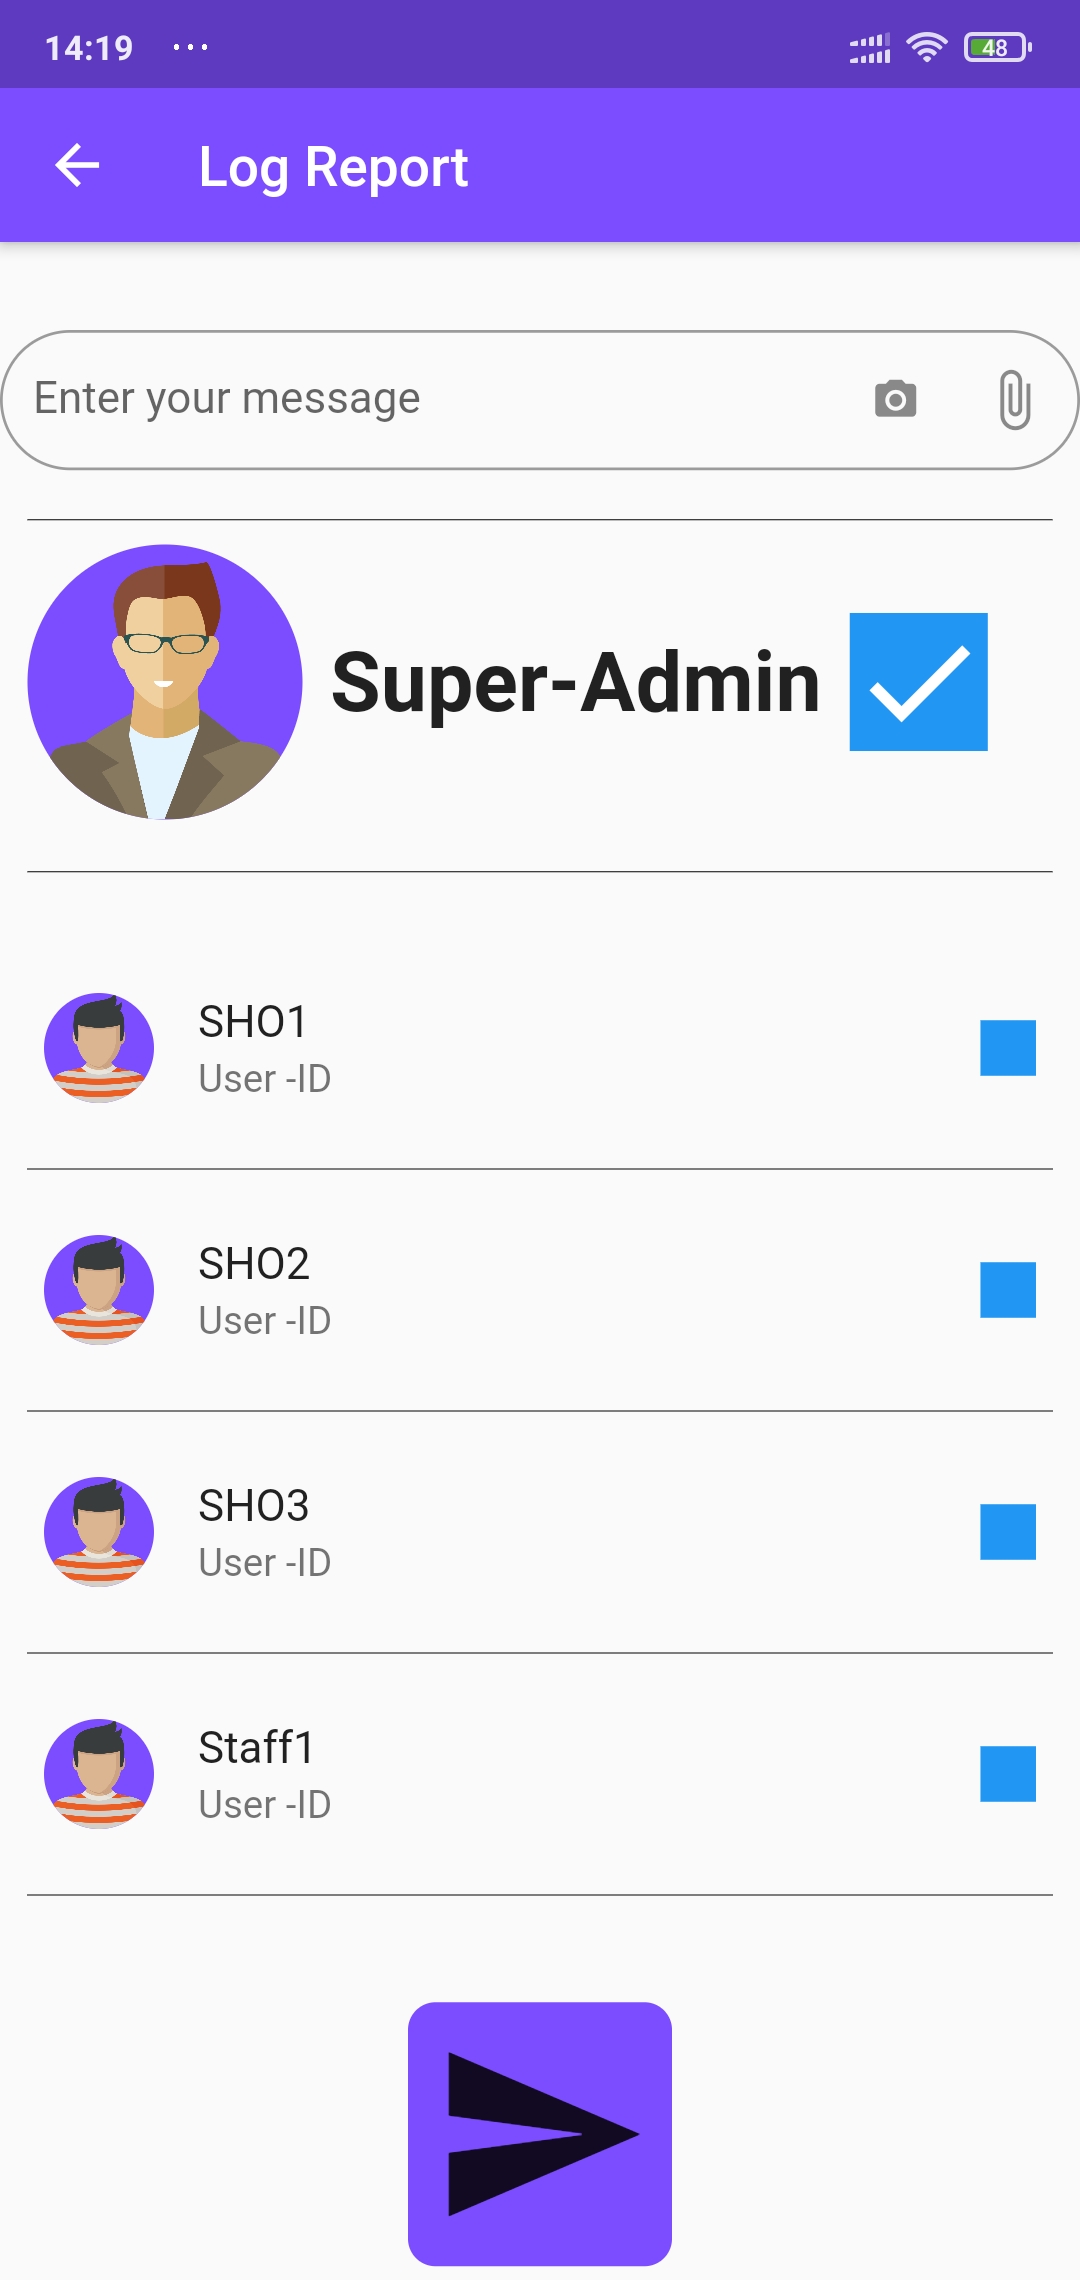 14:19
48
Log Report
Enter your message
Super-Admin
SHO1
User -ID
SHO2
User -ID
SHO3
User -ID
Staff1
User -ID